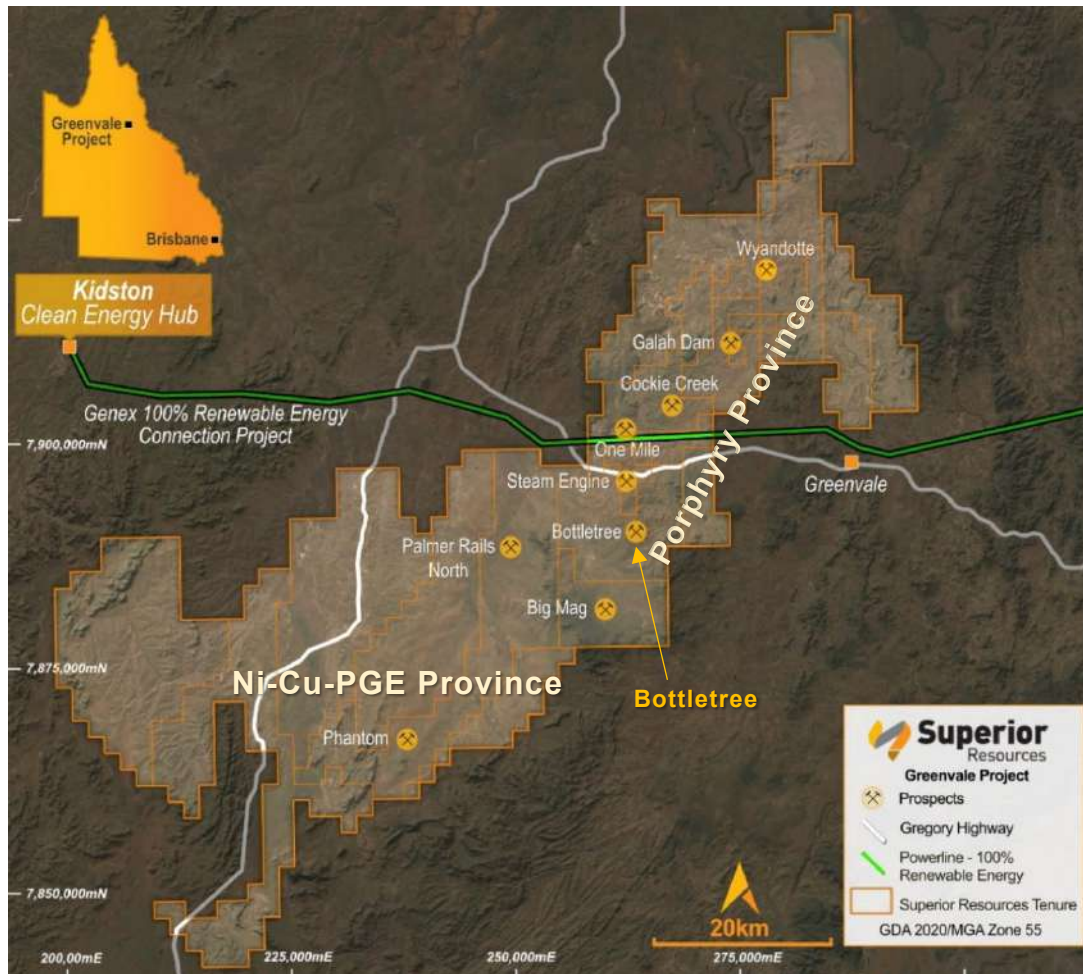 Greenvale
Project
Brisbane
Kidston
Clean Energy Hub
Wyandotte
Galah Dam
Cockie Creek
Porphyry Province
Genex 100% Renewable Energy
Connection Project
7,900,000mN
One Mile
Steam Engine
Greenvale
Bottletree
Palmer Rails
North
Big Mag
7,875,000mN
Ni-Cu-PGE Province
Bottletree
Phantom
Superior
Resources
Greenvale Project
Prospects
Gregory Highway
Powerline - 100%
Renewable Energy
Superior Resources Tenure
GDA 2020/MGA Zone 55
7,850,000mN
20km
200,00mE
225,000mE
250,000mE
275,000mE